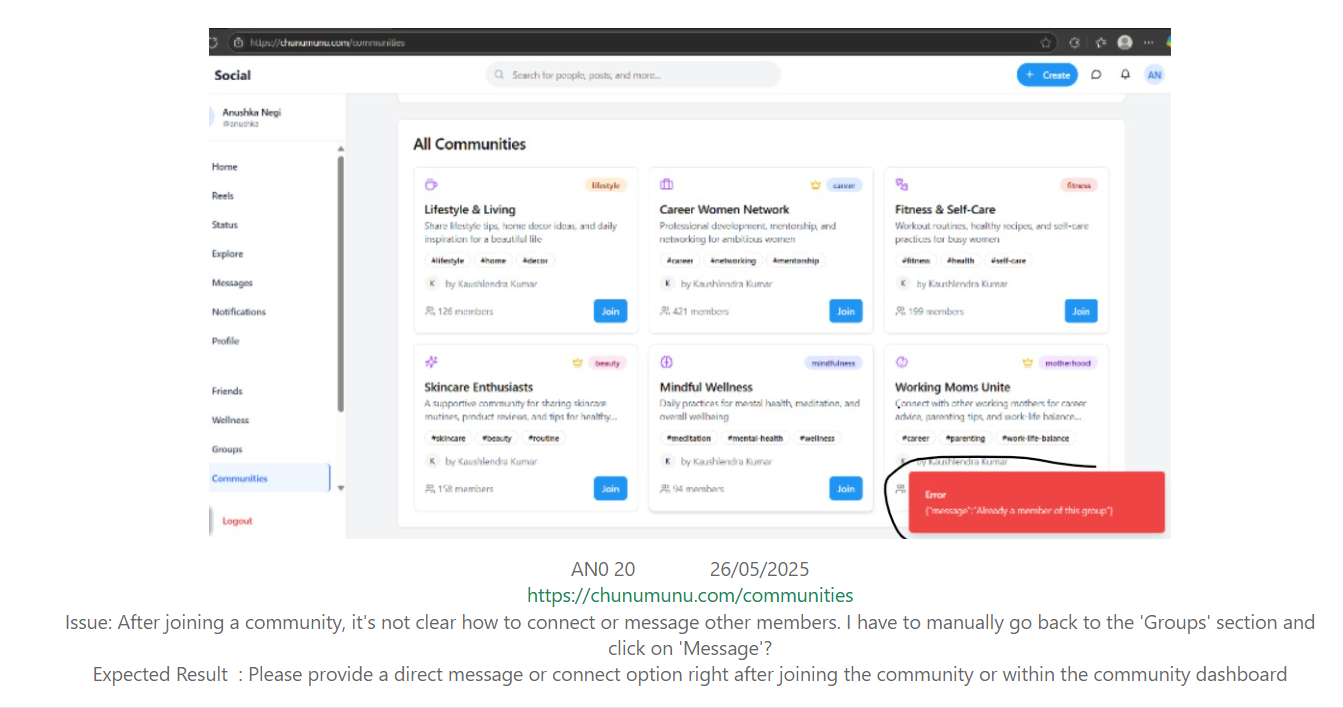 https://chunumunu.com/communities
Social
Search for people, posts, and more...
+ Create
AN
Anushka Negi
@anushka
Home
Reels
Status
Explore
Messages
Notifications
Profile
Friends
Wellness
Groups
Communities
Logout
All Communities
lifestyle
Lifestyle & Living
Share lifestyle tips, home decor ideas, and daily
inspiration for a beautiful life
#lifestyle #home #decor
K by Kaushlendra Kumar
126 members
Join
career
Career Women Network
Professional development, mentorship, and
networking for ambitious women
#career #networking #mentorship
K by Kaushlendra Kumar
421 members
Join
fitness
Fitness & Self-Care
Workout routines, healthy recipes, and self-care
practices for busy women
#fitness #health #self-care
K by Kaushlendra Kumar
199 members
Join
beauty
Skincare Enthusiasts
A supportive community for sharing skincare
routines, product reviews, and tips for healthy...
#skincare #beauty #routine
K by Kaushlendra Kumar
158 members
Join
mindfulness
Mindful Wellness
Daily practices for mental health, meditation, and
overall wellbeing
#meditation #mental-health #wellness
K by Kaushlendra Kumar
94 members
Join
motherhood
Working Moms Unite
Connect with other working mothers for career
advice, parenting tips, and work-life balance...
#career #parenting #work-life-balance
K by Kaushlendra Kumar
Error
{"message":"Already a member of this group"}
AN0 20 26/05/2025
https://chunumunu.com/communities
Issue: After joining a community, it's not clear how to connect or message other members. I have to manually go back to the 'Groups' section and
click on 'Message'?
Expected Result : Please provide a direct message or connect option right after joining the community or within the community dashboard